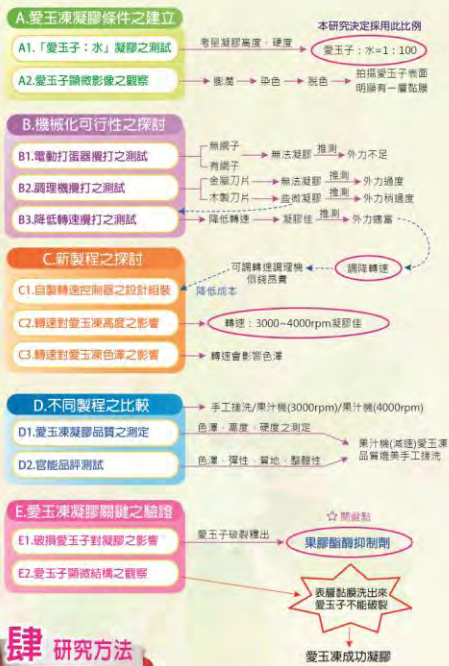 A.愛玉凍凝膠條件之建立
本研究決定採用此比例
A1.「愛玉子：水」凝膠之測試
考量凝膠高度、硬度
愛玉子：水=1：100
A2.愛玉子顯微影像之觀察
膨潤
染色
脫色
拍攝愛玉子表面
明顯有一層黏膜
B.機械化可行性之探討
B1.電動打蛋器攪打之測試
無網子
有網子
無法凝膠
推測
外力不足
B2.調理機攪打之測試
金屬刀片
無法凝膠
推測
外力過度
木製刀片
些微凝膠
推測
外力稍過度
B3.降低轉速攪打之測試
降低轉速
凝膠佳
推測
外力適當
C.新製程之探討
可調轉速調理機
價錢昂貴
調降轉速
C1.自製轉速控制器之設計組裝
降低成本
C2.轉速對愛玉凍高度之影響
轉速：3000~4000rpm凝膠佳
C3.轉速對愛玉凍色澤之影響
轉速會影響色澤
D.不同製程之比較
手工搓洗/果汁機(3000rpm)/果汁機(4000rpm)
D1.愛玉凍凝膠品質之測定
色澤、高度、硬度之測定
果汁機(減速)愛玉凍
品質媲美手工搓洗
D2.官能品評測試
色澤、彈性、質地、整體性
E.愛玉凍凝膠關鍵之驗證
☆關鍵點
E1.破損愛玉子對凝膠之影響
愛玉子破裂釋出
果膠酯酶抑制劑
E2.愛玉子顯微結構之觀察
表層黏膜洗出來
愛玉子不能破裂
肆 研究方法
愛玉凍成功凝膠